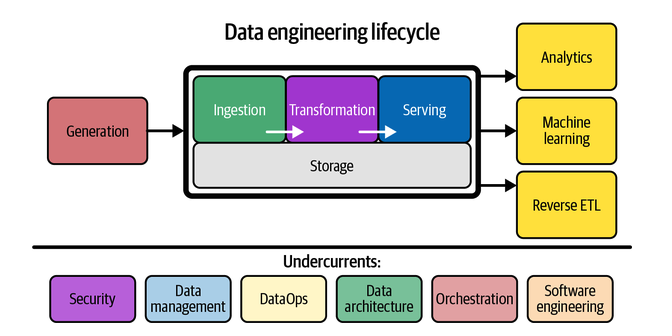 Data engineering lifecycle
Generation
Ingestion
Transformation
Serving
Storage
Analytics
Machine
learning
Reverse ETL
Undercurrents:
Security
Data
management
DataOps
Data
architecture
Orchestration
Software
engineering